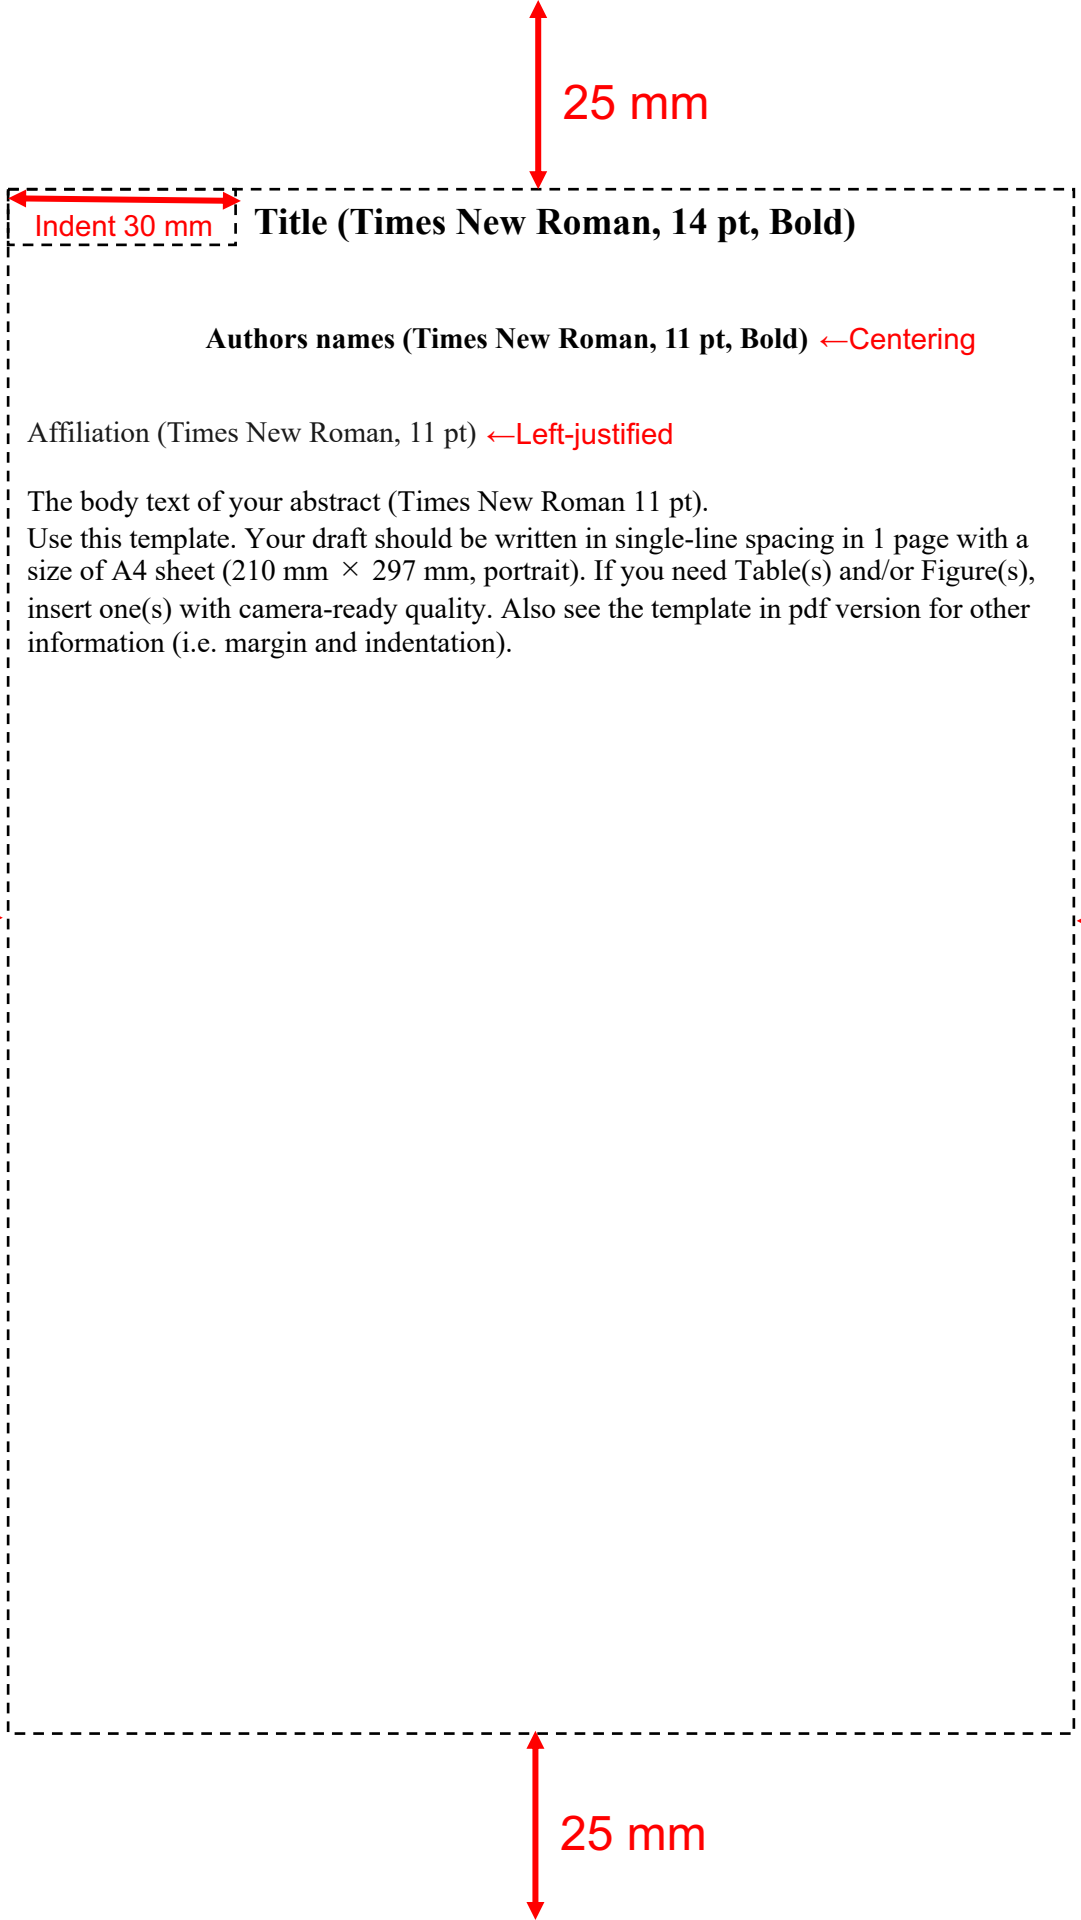 25 mm
Indent 30 mm Title (Times New Roman, 14 pt, Bold)
Authors names (Times New Roman, 11 pt, Bold) ←Centering
Affiliation (Times New Roman, 11 pt) ←Left-justified
The body text of your abstract (Times New Roman 11 pt).
Use this template. Your draft should be written in single-line spacing in 1 page with a
size of A4 sheet (210 mm × 297 mm, portrait). If you need Table(s) and/or Figure(s),
insert one(s) with camera-ready quality. Also see the template in pdf version for other
information (i.e. margin and indentation).
25 mm